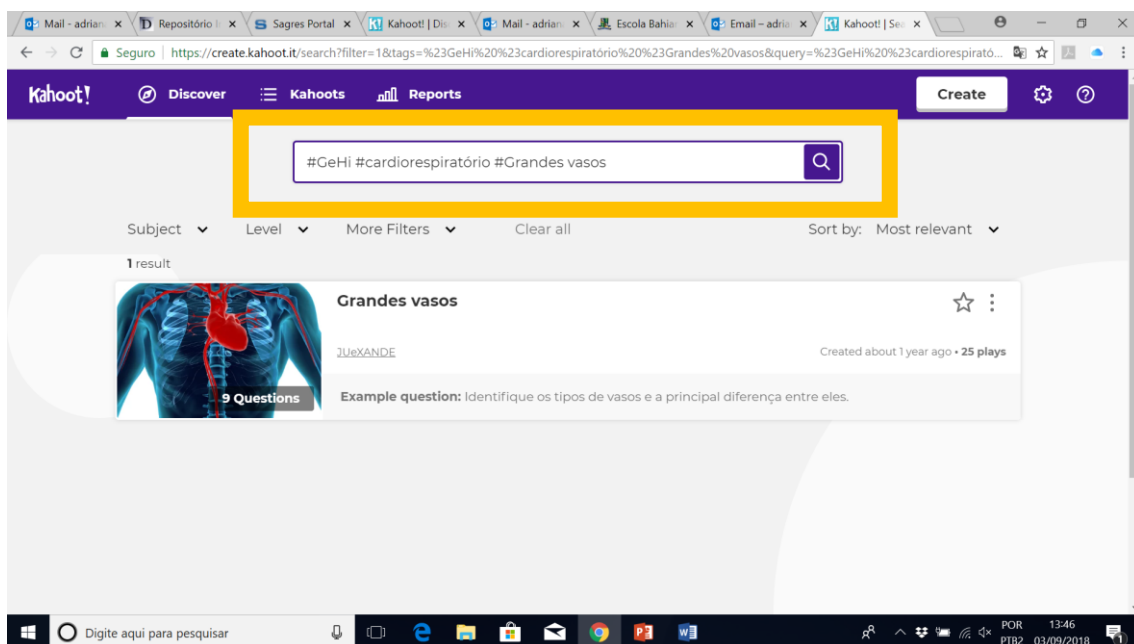 Mail - adrian
Repositório I
Sagres Portal
Kahoot! | Dis
Mail - adrian
Escola Bahia
Email – adria
Kahoot! | Sea
Seguro | https://create.kahoot.it/search?filter=1&tags=%23GeHi%20%23cardiorespiratório%20%23Grandes%20vasos&query=%23GeHi%20%23cardiorespirató...
Kahoot! Discover Kahoots Reports Create
#GeHi #cardiorespiratório #Grandes vasos
Subject Level More Filters Clear all Sort by: Most relevant
1 result
Grandes vasos
JUeXANDE Created about 1 year ago • 25 plays
9 Questions
Example question: Identifique os tipos de vasos e a principal diferença entre eles.
Digite aqui para pesquisar
POR 13:46
PTB2 03/09/2018